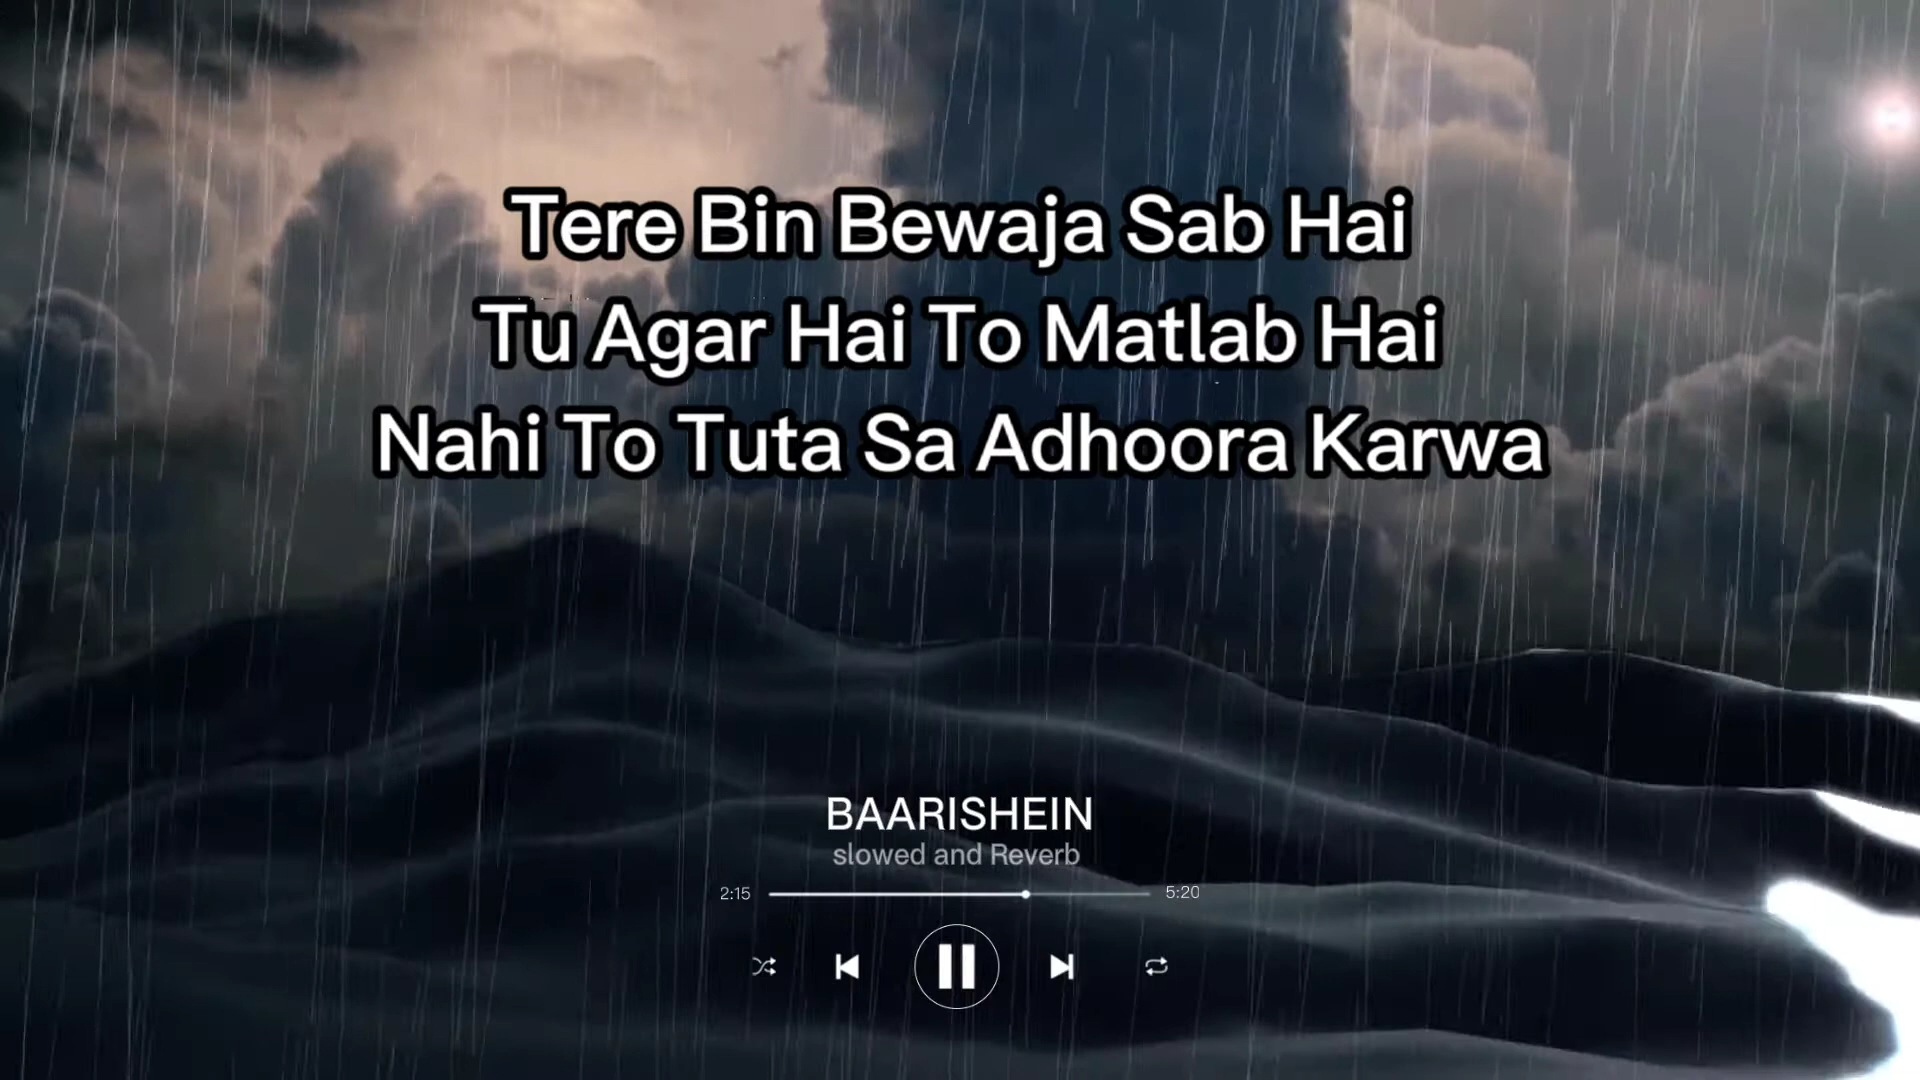 Tere Bin Bewaja Sab Hai
Tu Agar Hai To Matlab Hai
Nahi To Tuta Sa Adhoora Karwa
BAARISHEIN
slowed and Reverb
2:15 5:20